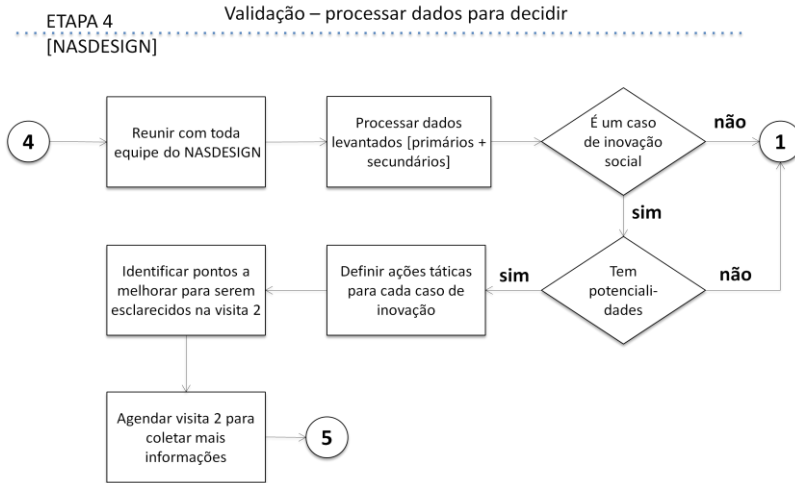 ETAPA 4
[NASDESIGN]
Validação – processar dados para decidir
4
Reunir com toda
equipe do NASDESIGN
Processar dados
levantados [primários +
secundários]
É um caso
de inovação
social
não
1
sim
Tem
potenciali-
dades
não
sim
Definir ações táticas
para cada caso de
inovação
Identificar pontos a
melhorar para serem
esclarecidos na visita 2
Agendar visita 2 para
coletar mais
informações
5